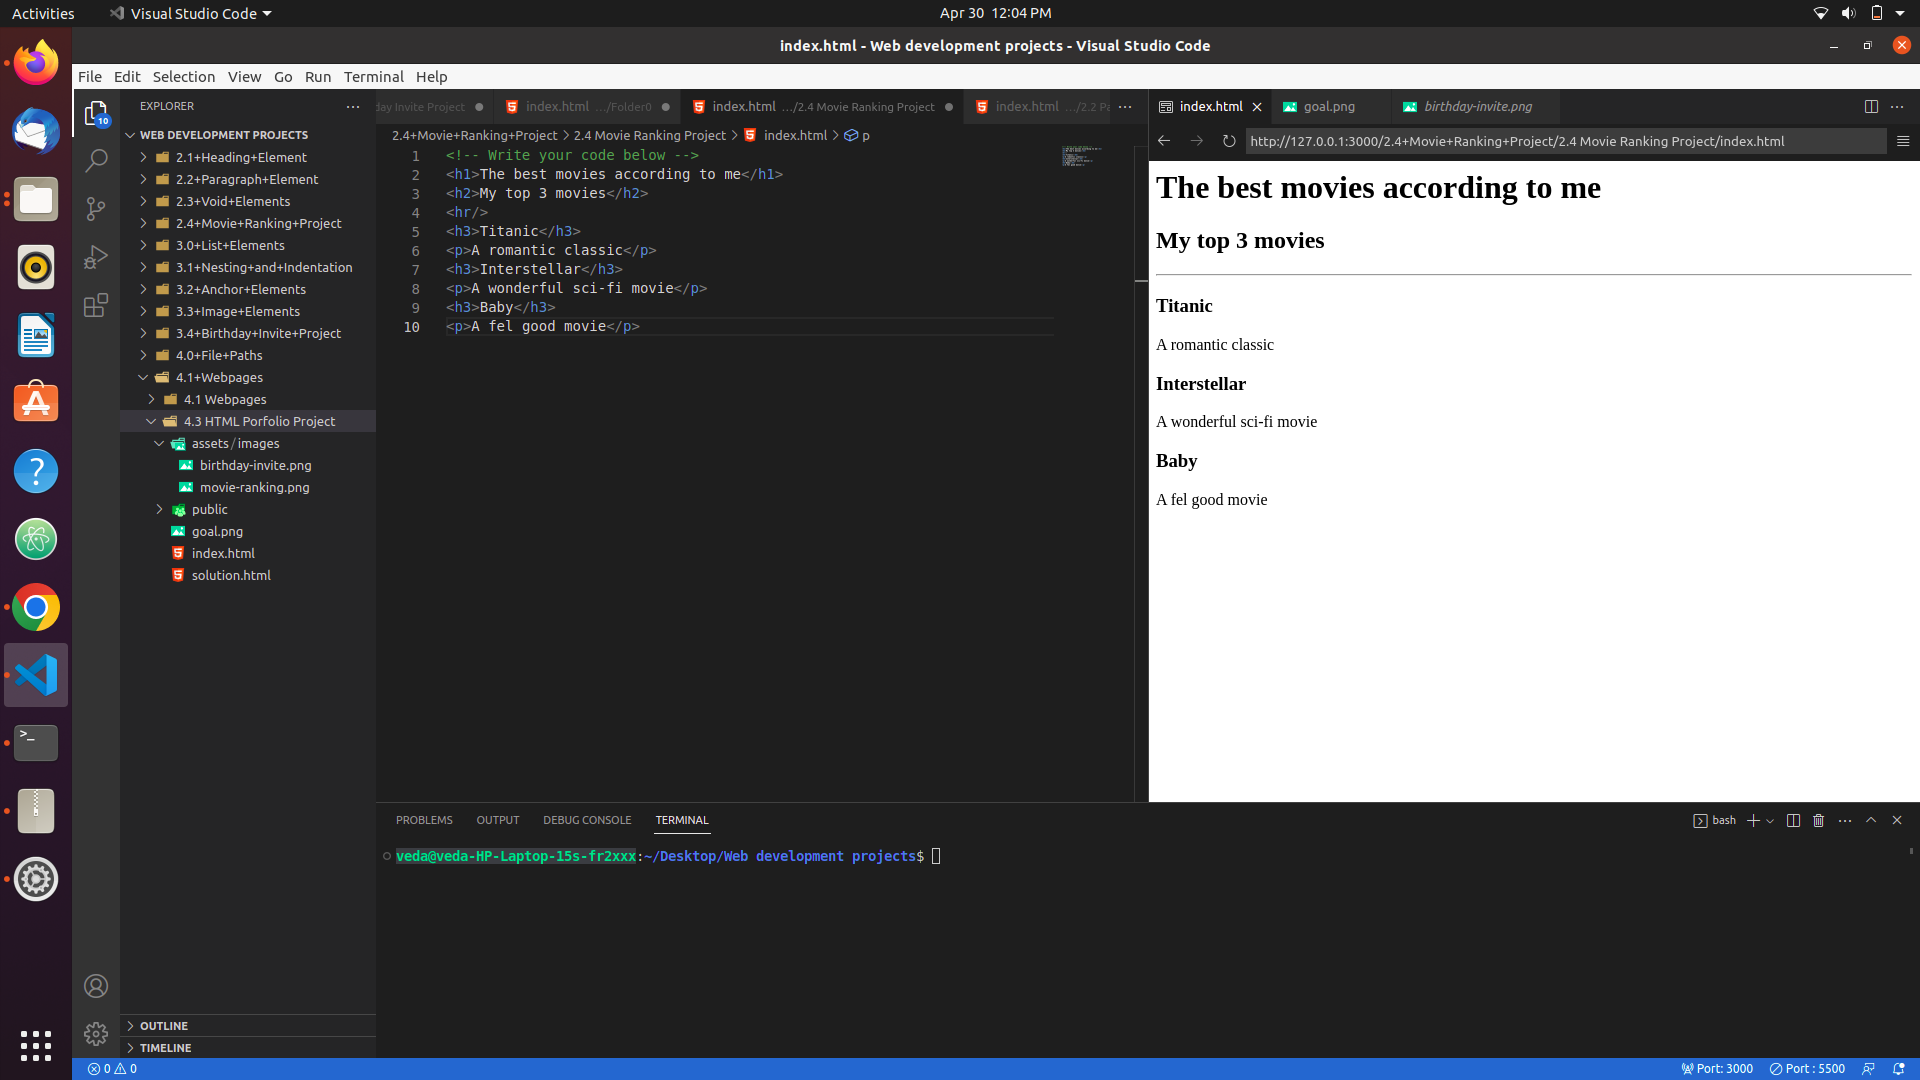 Activities
Visual Studio Code
Apr 30 12:04 PM
index.html - Web development projects - Visual Studio Code
File Edit Selection View Go Run Terminal Help
EXPLORER
WEB DEVELOPMENT PROJECTS
2.1+Heading+Element
2.2+Paragraph+Element
2.3+Void+Elements
2.4+Movie+Ranking+Project
3.0+List+Elements
3.1+Nesting+and+Indentation
3.2+Anchor+Elements
3.3+Image+Elements
3.4+Birthday+Invite+Project
4.0+File+Paths
4.1+Webpages
4.1 Webpages
4.3 HTML Porfolio Project
assets/images
birthday-invite.png
movie-ranking.png
public
goal.png
index.html
solution.html
OUTLINE
TIMELINE
10
day Invite Project
index.html .../Folder0
index.html .../2.4 Movie Ranking Project
index.html .../2.2 Pa
2.4+Movie+Ranking+Project > 2.4 Movie Ranking Project > index.html > p
1 <!-- Write your code below -->
2 <h1>The best movies according to me</h1>
3 <h2>My top 3 movies</h2>
4 <hr/>
5 <h3>Titanic</h3>
6 <p>A romantic classic</p>
7 <h3>Interstellar</h3>
8 <p>A wonderful sci-fi movie</p>
9 <h3>Baby</h3>
10 <p>A fel good movie</p>
index.html
goal.png
birthday-invite.png
http://127.0.0.1:3000/2.4+Movie+Ranking+Project/2.4 Movie Ranking Project/index.html
The best movies according to me
My top 3 movies
Titanic
A romantic classic
Interstellar
A wonderful sci-fi movie
Baby
A fel good movie
PROBLEMS OUTPUT DEBUG CONSOLE TERMINAL
bash
veda@veda-HP-Laptop-15s-fr2xxx:~/Desktop/Web development projects$
0 0
Port: 3000
Port : 5500